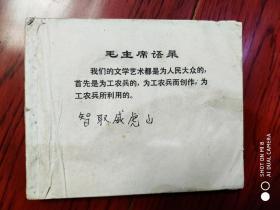 毛主席语录
我们的文学艺术都是为人民大众的，
首先是为工农兵的，为工农兵而创作，为
工农兵所利用的。
智取威虎山
SHOT ON MI 8
AI DUAL CAMERA